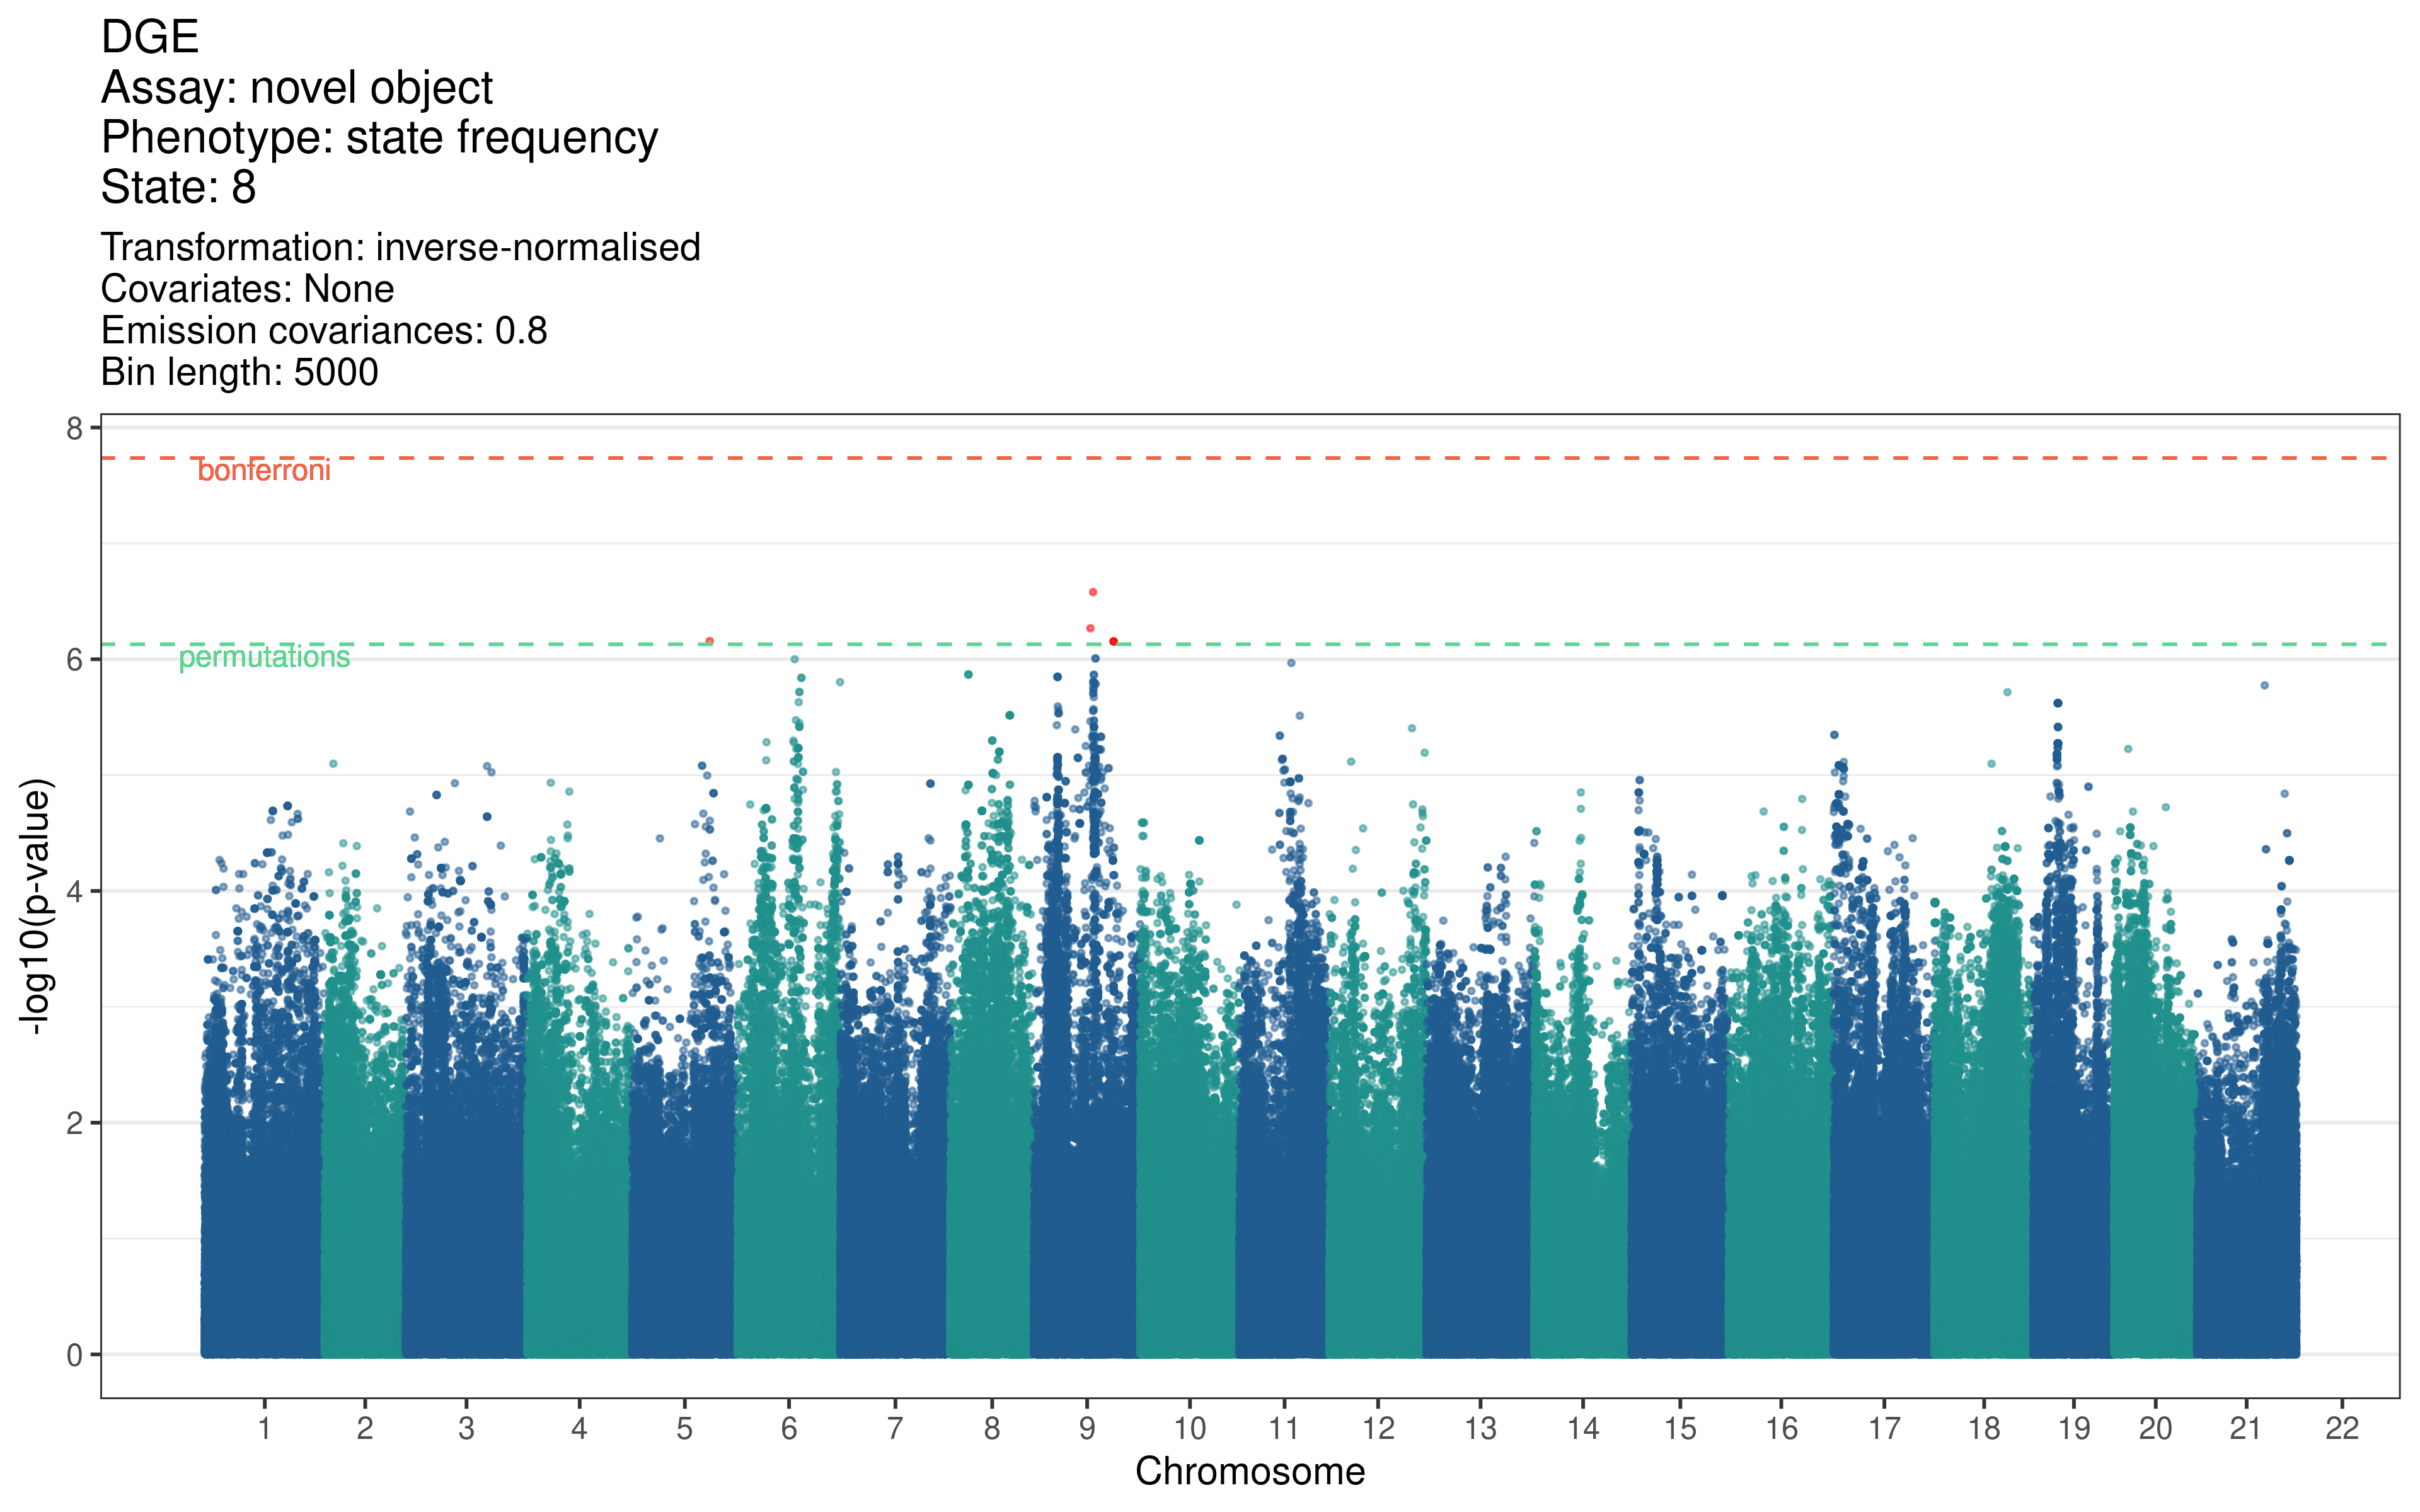 DGE
Assay: novel object
Phenotype: state frequency
State: 8
Transformation: inverse-normalised
Covariates: None
Emission covariances: 0.8
Bin length: 5000
8
bonferroni
permutations
6
4
2
0
-log10(p-value)
1 2 3 4 5 6 7 8 9 10 11 12 13 14 15 16 17 18 19 20 21 22
Chromosome